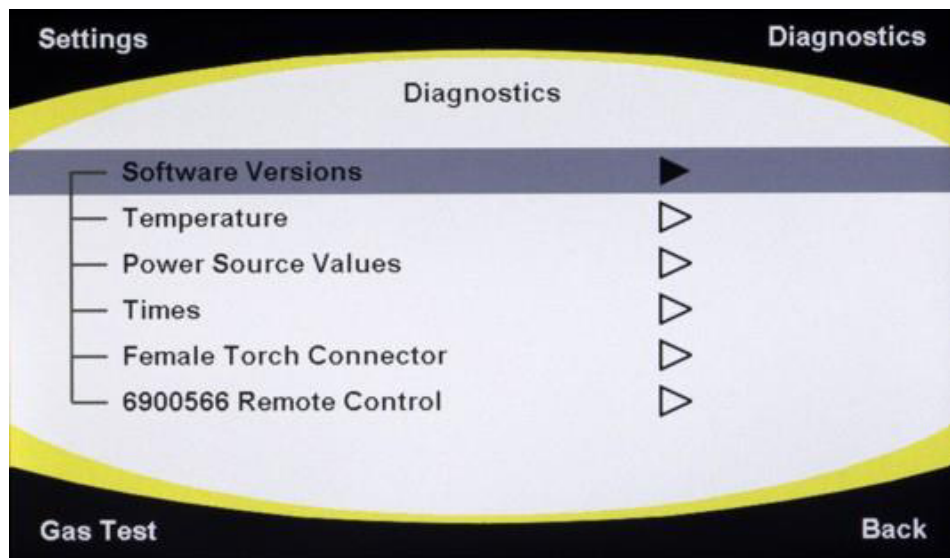 Settings
Diagnostics
Diagnostics
Software Versions
Temperature
Power Source Values
Times
Female Torch Connector
6900566 Remote Control
Gas Test
Back